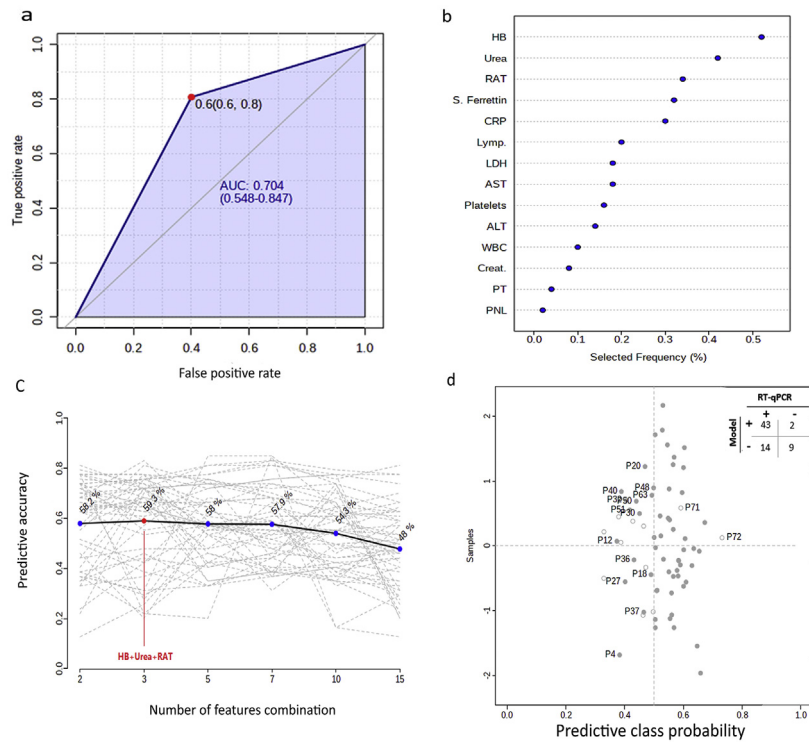 a
True positive rate
1.0
0.8
0.6
0.4
0.2
0.0
0.6(0.6, 0.8)
AUC: 0.704
(0.548-0.847)
0.0 0.2 0.4 0.6 0.8 1.0
False positive rate
b
HB
Urea
RAT
S. Ferrettin
CRP
Lymp.
LDH
AST
Platelets
ALT
WBC
Creat.
PT
PNL
0.0 0.1 0.2 0.3 0.4 0.5
Selected Frequency (%)
C
Predictive accuracy
1.0
0.8
0.6
0.4
0.2
0.0
59.3 %
58 %
57.9 %
54.3 %
48 %
HB+Urea+RAT
2 3 5 7 10 15
Number of features combination
d
RT-qPCR
+ -
Model
+ 43 2
- 14 9
Samples
2
1
0
-1
-2
P20
P40 P48
P50 P63
P51
P30
P71
P12
P72
P36
P18
P27
P37
P4
0.0 0.2 0.4 0.6 0.8 1.0
Predictive class probability